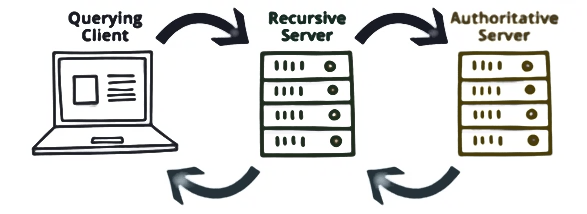 Querying
Client
Recursive
Server
Authoritative
Server